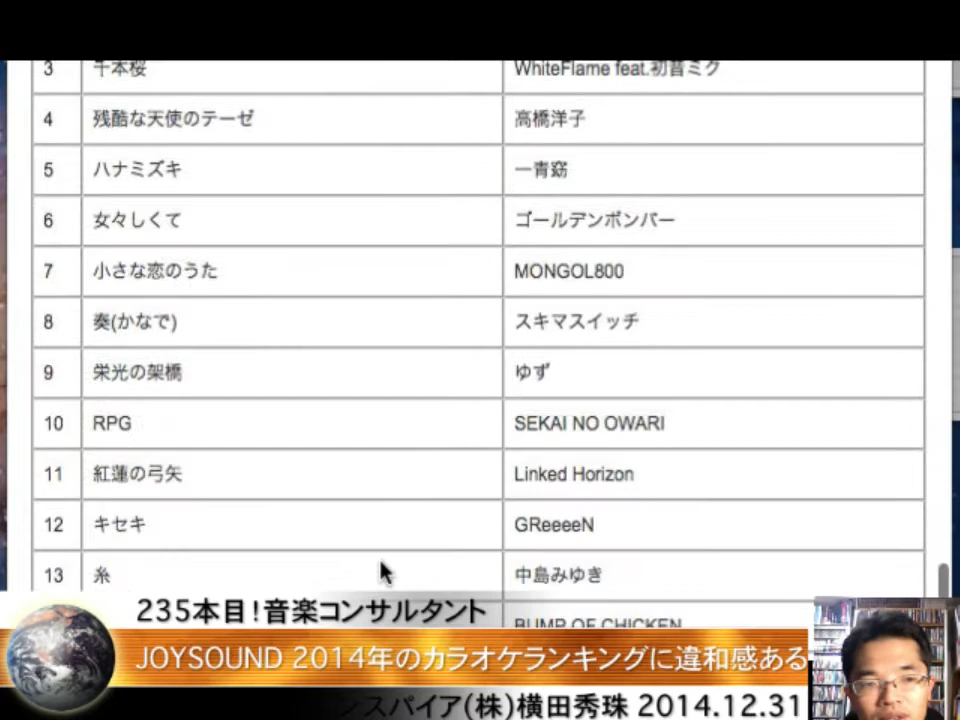 3 千本桜 WhiteFlame feat.初音ミク
4 残酷な天使のテーゼ 高橋洋子
5 ハナミズキ 一青窈
6 女々しくて ゴールデンボンバー
7 小さな恋のうた MONGOL800
8 奏(かなで) スキマスイッチ
9 栄光の架橋 ゆず
10 RPG SEKAI NO OWARI
11 紅蓮の弓矢 Linked Horizon
12 キセキ GReeeeN
13 糸 中島みゆき
BUMP OF CHICKEN
235本目!音楽コンサルタント
JOYSOUND 2014年のカラオケランキングに違和感ある
スパイア(株)横田秀珠 2014.12.31